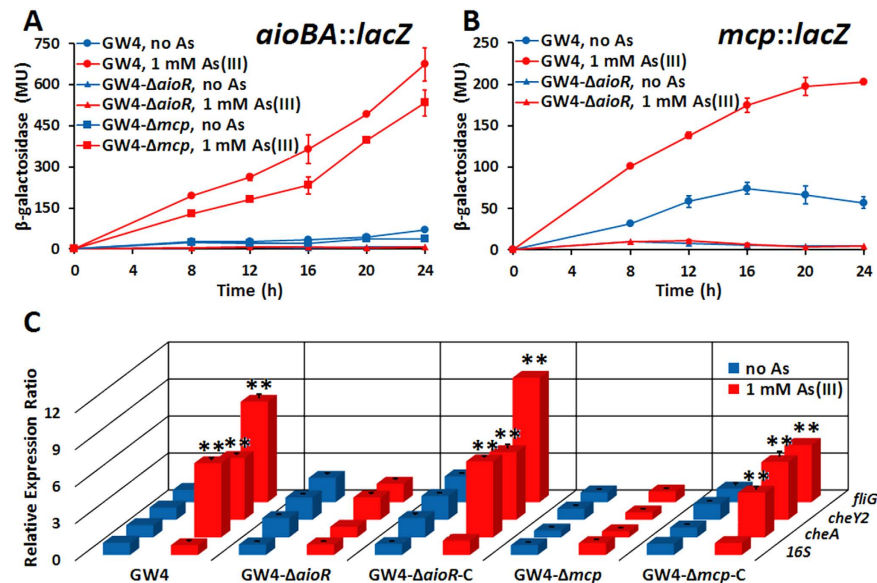 A
aioBA::lacZ
β-galactosidase (MU)
750
600
450
300
150
0
GW4, no As
GW4, 1 mM As(III)
GW4-ΔaioR, no As
GW4-ΔaioR, 1 mM As(III)
GW4-Δmcp, no As
GW4-Δmcp, 1 mM As(III)
0 4 8 12 16 20 24
Time (h)
B
mcp::lacZ
β-galactosidase (MU)
250
200
150
100
50
0
GW4, no As
GW4, 1 mM As(III)
GW4-ΔaioR, no As
GW4-ΔaioR, 1 mM As(III)
0 4 8 12 16 20 24
Time (h)
C
Relative Expression Ratio
12
9
6
3
0
** ** **
** ** **
** ** **
no As
1 mM As(III)
fliG
cheY2
cheA
16S
GW4 GW4-ΔaioR GW4-ΔaioR-C GW4-Δmcp GW4-Δmcp-C